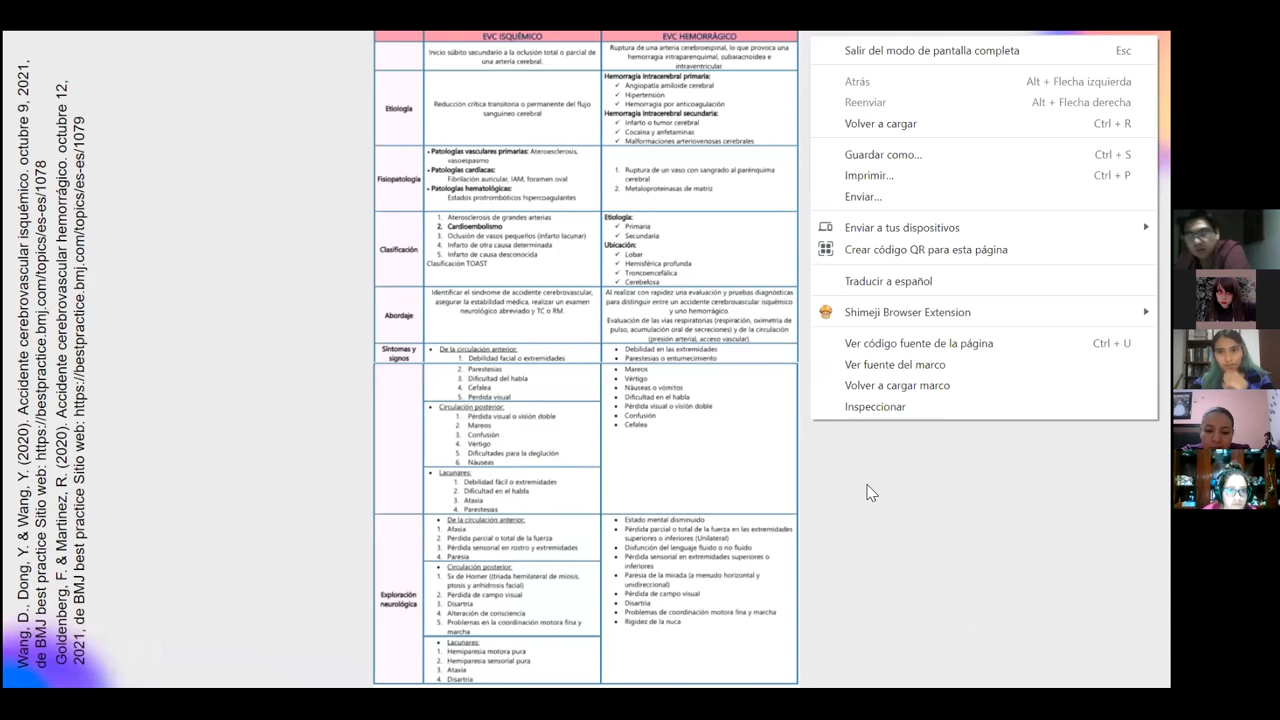 Wang, D., Dong Y. & Wang, Y. (2020), Accidente cerebrovascular isquémico. octubre 9, 2021,
de BMJ best practice Sitio web: https://bestpractice.bmj.com/topics/es-es/1078
Goldenberg, F. & Martinez, R. (2020), Accidente cerebrovascular hemorrágico. octubre 12,
2021, de BMJ best practice Sitio web: https://bestpractice.bmj.com/topics/es-es/1079
EVC ISQUÉMICO
EVC HEMORRÁGICO
Inicio súbito secundario a la oclusión total o parcial de
una artería cerebral.
Ruptura de una arteria cerebroespinal, lo que provoca una
hemorragia intraparenquimal, subaracnoidea e
intraventricular.
Etiología
Reducción crítica transitoria o permanente del flujo
sanguíneo cerebral
Hemorragia intracerebral primaria:
✓ Angiopatía amiloide cerebral
✓ Hipertensión
✓ Hemorragia por anticoagulación
Hemorragia intracerebral secundaria:
✓ Infarto o tumor cerebral
✓ Cocaína y anfetaminas
✓ Malformaciones arteriovenosas cerebrales
Fisiopatología
• Patologías vasculares primarias: Ateroesclerosis,
vasoespasmo
• Patologías cardíacas:
Fibrilación auricular, IAM, foramen oval
• Patologías hematológicas:
Estados protrombóticos hipercoagulantes
1. Ruptura de un vaso con sangrado al parénquima
cerebral
2. Metaloproteinasas de matriz
Clasificación
1. Aterosclerosis de grandes arterias
2. Cardioembolismo
3. Oclusión de vasos pequeños (infarto lacunar)
4. Infarto de otra causa determinada
5. Infarto de causa desconocida
Clasificación TOAST
Etiología:
✓ Primaria
✓ Secundaria
Ubicación:
✓ Lobar
✓ Hemisférica profunda
✓ Troncoencefálica
✓ Cerebelosa
Abordaje
Identificar el síndrome de accidente cerebrovascular,
asegurar la estabilidad médica, realizar un examen
neurológico abreviado y TC o RM.
Al realizar con rapidez una evaluación y pruebas diagnósticas
para distinguir entre un accidente cerebrovascular isquémico
y uno hemorrágico.
Evaluación de las vías respiratorias (respiración, oximetría de
pulso, acumulación oral de secreciones) y de la circulación
(presión arterial, acceso vascular).
Síntomas y
signos
• De la circulación anterior:
1. Debilidad facial o extremidades
2. Parestesias
3. Dificultad del habla
4. Cefalea
5. Perdida visual
• Circulación posterior:
1. Pérdida visual o visión doble
2. Mareos
3. Confusión
4. Vértigo
5. Dificultades para la deglución
6. Náuseas
• Lacunares:
1. Debilidad fácil o extremidades
2. Dificultad en el habla
3. Ataxia
4. Parestesias
• Debilidad en las extremidades
• Parestesias o entumecimiento
• Mareos
• Vértigo
• Náuseas o vómitos
• Dificultad en el habla
• Pérdida visual o visión doble
• Confusión
• Cefalea
Exploración
neurológica
• De la circulación anterior:
1. Afasia
2. Pérdida parcial o total de la fuerza
3. Pérdida sensorial en rostro y extremidades
4. Paresia
• Circulación posterior:
1. Sx de Horner ((tríada hemilateral de miosis,
ptosis y anhidrosis facial)
2. Pérdida de campo visual
3. Disartria
4. Alteración de consciencia
5. Problemas en la coordinación motora fina y
marcha
• Lacunares:
1. Hemiparesia motora pura
2. Hemiparesia sensorial pura
3. Ataxia
4. Disartria
• Estado mental disminuido
• Pérdida parcial o total de la fuerza en las extremidades
superiores o inferiores (Unilateral)
• Disfunción del lenguaje fluido o no fluido
• Pérdida sensorial en extremidades superiores o
inferiores
• Paresia de la mirada (a menudo horizontal y
unidireccional)
• Pérdida de campo visual
• Disartria
• Problemas de coordinación motora fina y marcha
• Rigidez de la nuca
Salir del modo de pantalla completa Esc
Atrás Alt + Flecha izquierda
Reenviar Alt + Flecha derecha
Volver a cargar Ctrl + R
Guardar como... Ctrl + S
Imprimir... Ctrl + P
Enviar...
Enviar a tus dispositivos
Crear código QR para esta página
Traducir a español
Shimeji Browser Extension
Ver código fuente de la página Ctrl + U
Ver fuente del marco
Volver a cargar marco
Inspeccionar